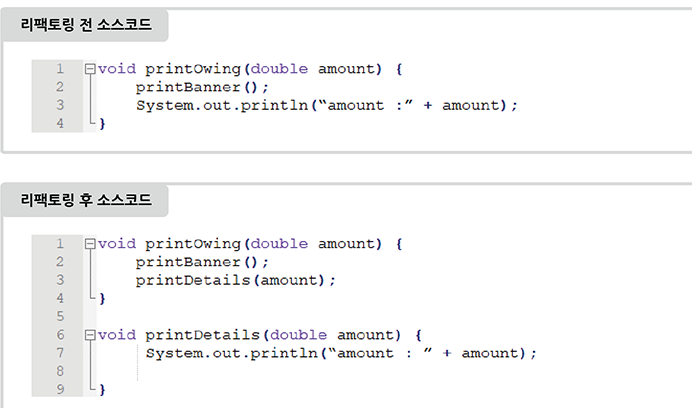 리팩토링 전 소스코드
1 void printOwing(double amount) {
2 printBanner();
3 System.out.println(“amount :” + amount);
4 }
리팩토링 후 소스코드
1 void printOwing(double amount) {
2 printBanner();
3 printDetails(amount);
4 }
5
6 void printDetails(double amount) {
7 System.out.println(“amount : ” + amount);
8
9 }